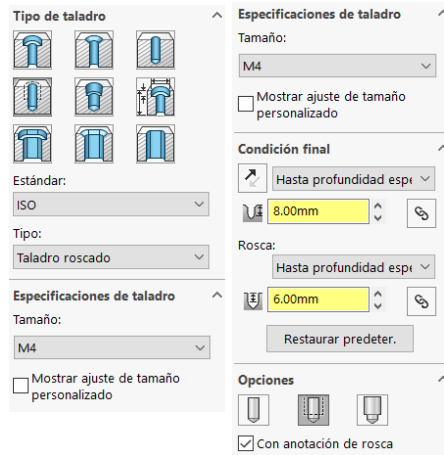 Tipo de taladro
Estándar:
ISO
Tipo:
Taladro roscado
Especificaciones de taladro
Tamaño:
M4
Mostrar ajuste de tamaño
personalizado
Especificaciones de taladro
Tamaño:
M4
Mostrar ajuste de tamaño
personalizado
Condición final
Hasta profundidad espe
8.00mm
Rosca:
Hasta profundidad espe
6.00mm
Restaurar predeter.
Opciones
Con anotación de rosca